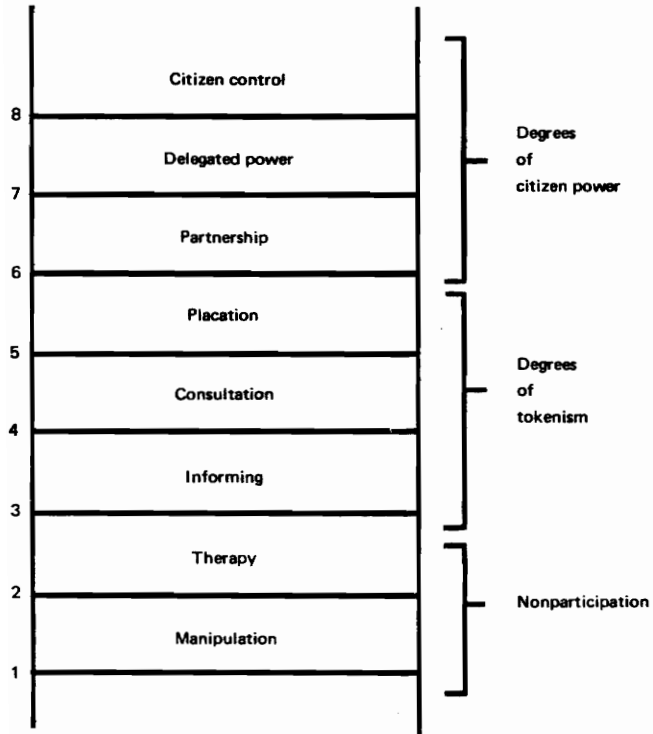 Citizen control
8
Delegated power
7
Partnership
6
Placation
5
Consultation
4
Informing
3
Therapy
2
Manipulation
1
Degrees
of
citizen power
Degrees
of
tokenism
Nonparticipation